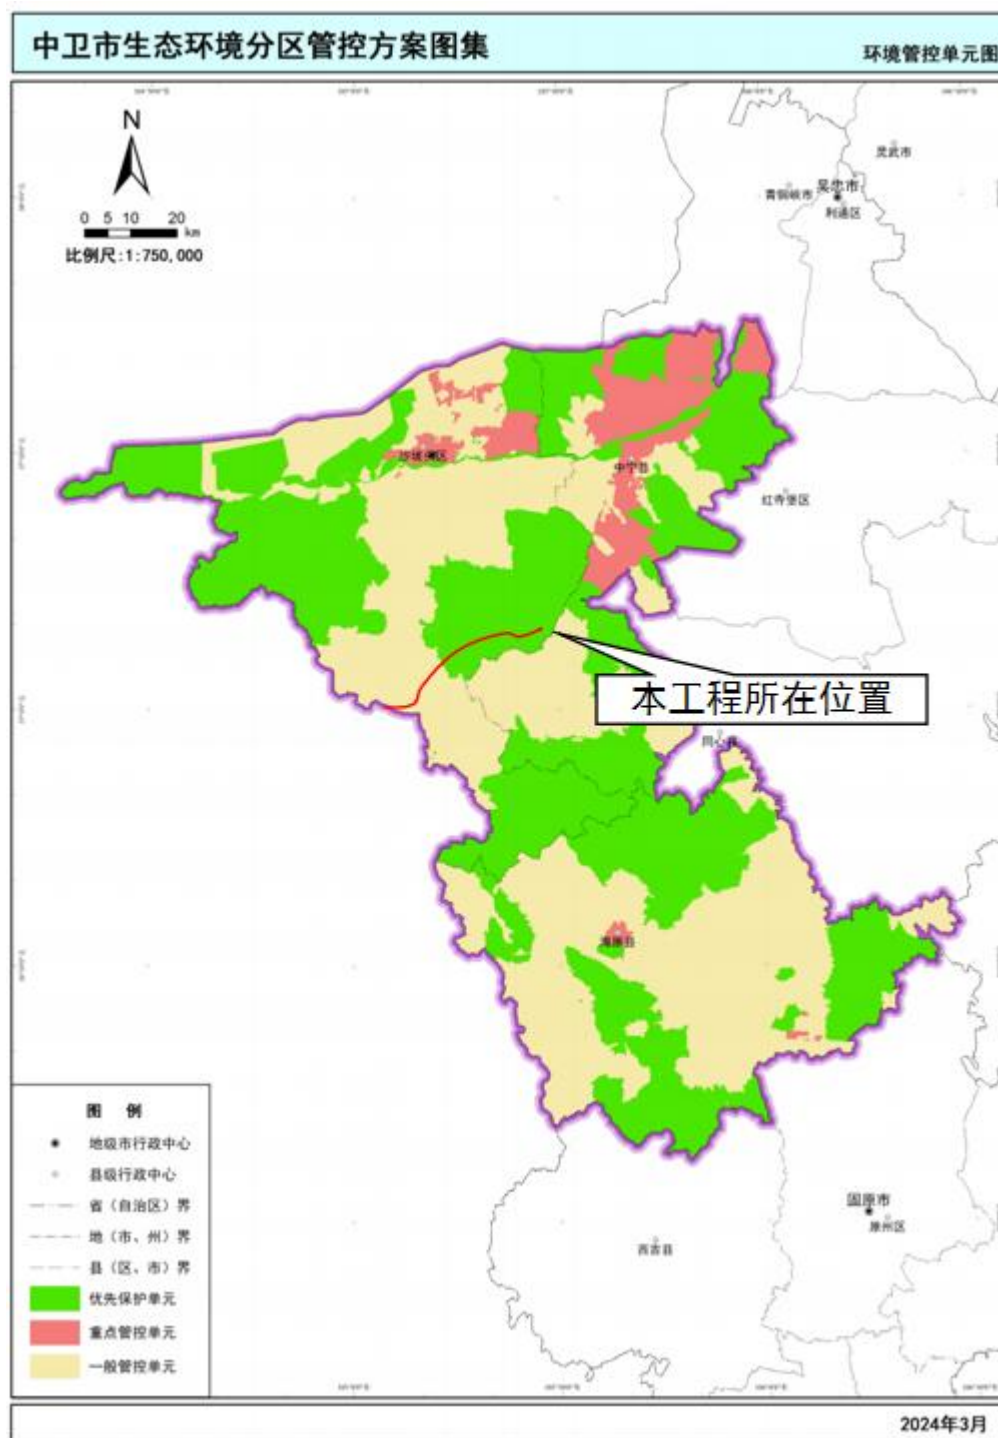 中卫市生态环境分区管控方案图集
环境管控单元图
N
0 5 10 20
km
比例尺:1:750,000
灵武市
青铜峡市
吴忠市
利通区
沙坡头区
中宁县
红寺堡区
本工程所在位置
同心县
海原县
固原市
原州区
西吉县
图 例
地级市行政中心
县级行政中心
省（自治区）界
地（市、州）界
县（区、市）界
优先保护单元
重点管控单元
一般管控单元
2024年3月